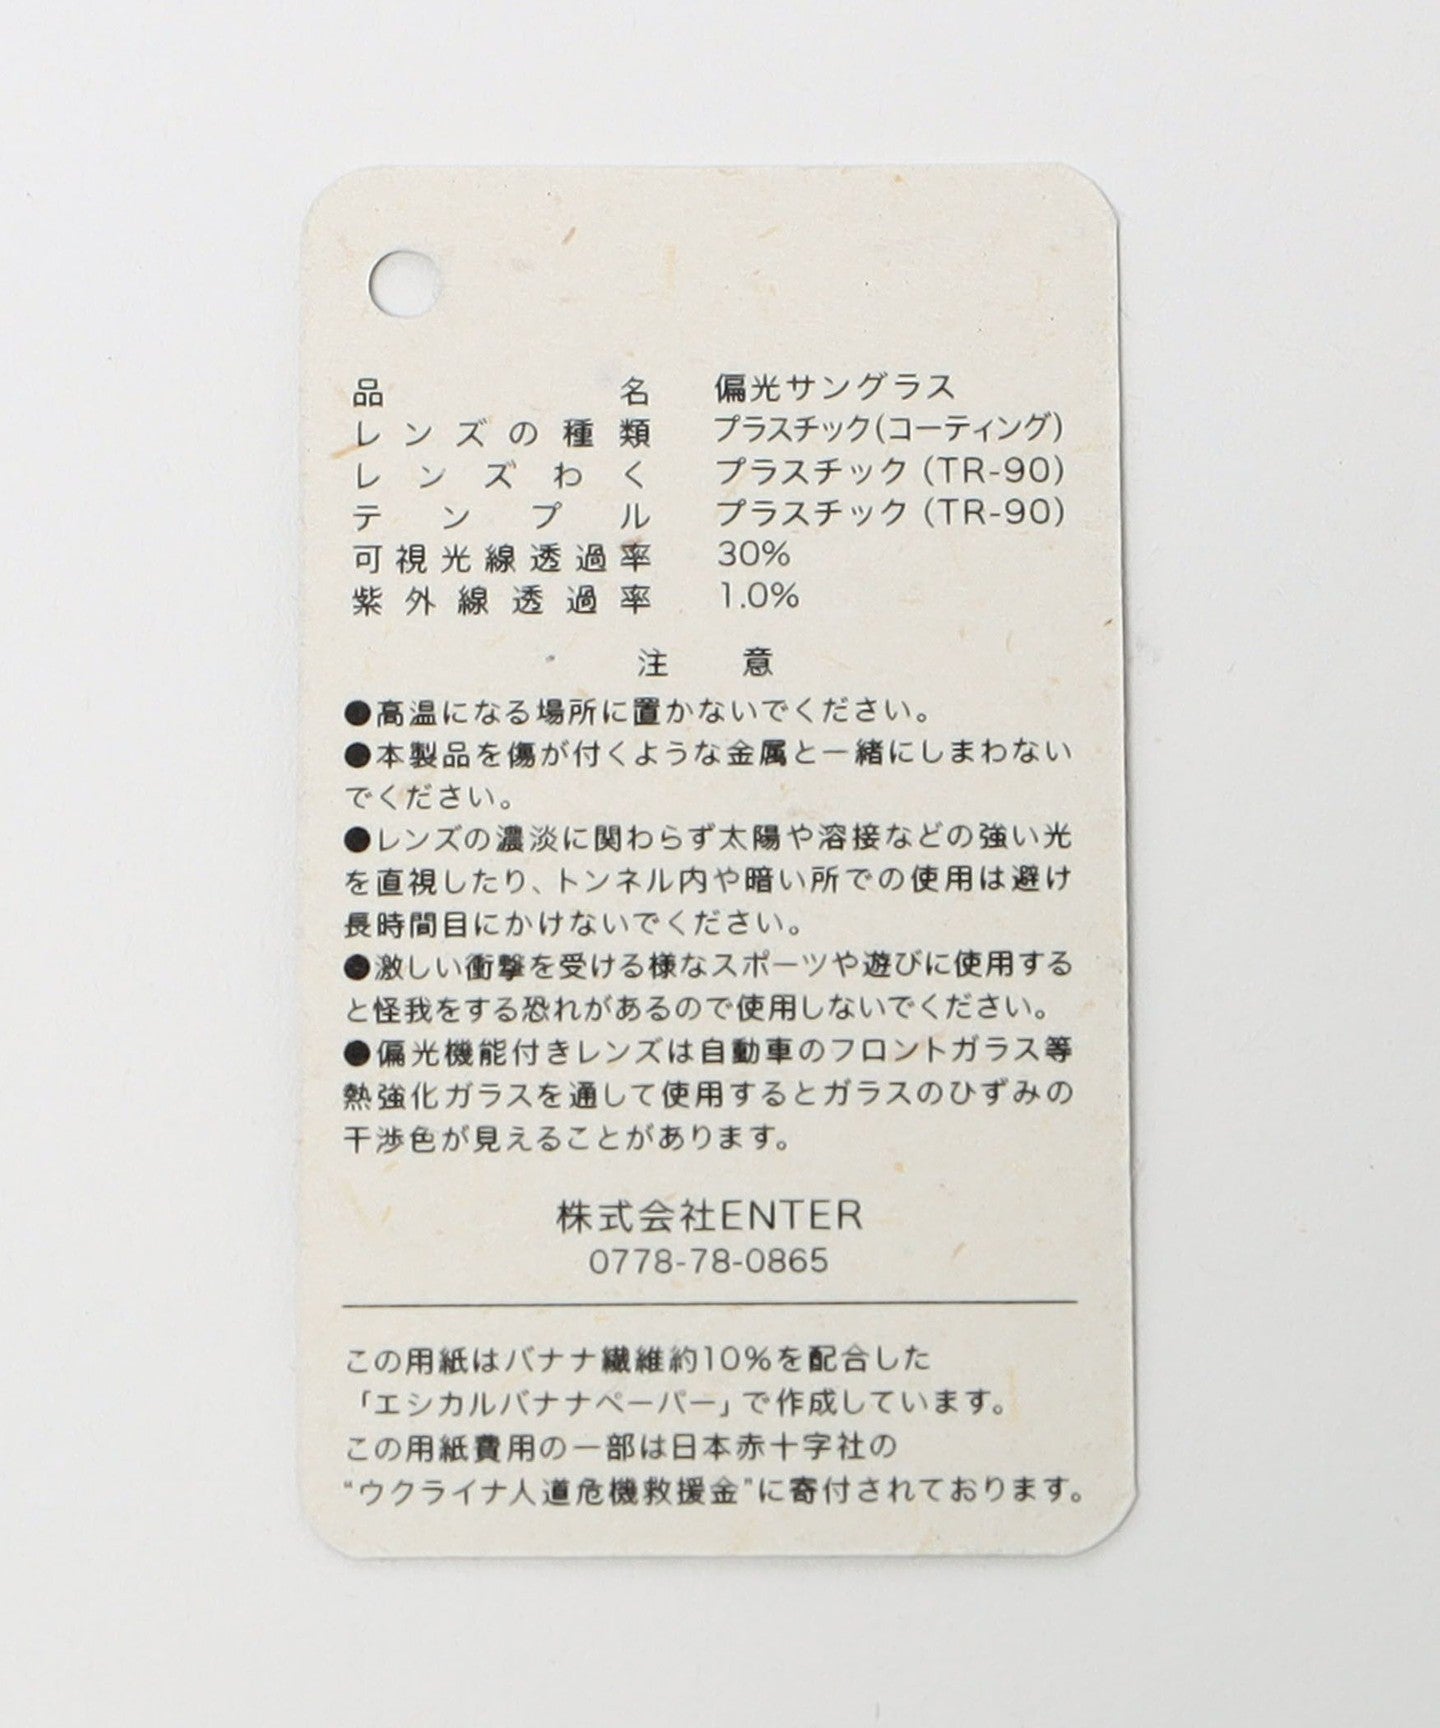 品名 偏光サングラス
レンズの種類 プラスチック(コーティング)
レンズわく プラスチック(TR-90)
テンプル プラスチック(TR-90)
可視光線透過率 30%
紫外線透過率 1.0%
注意
●高温になる場所に置かないでください。
●本製品を傷が付くような金属と一緒にしまわない
でください。
●レンズの濃淡に関わらず太陽や溶接などの強い光
を直視したり、トンネル内や暗い所での使用は避け
長時間目にかけないでください。
●激しい衝撃を受ける様なスポーツや遊びに使用する
と怪我をする恐れがあるので使用しないでください。
●偏光機能付きレンズは自動車のフロントガラス等
熱強化ガラスを通して使用するとガラスのひずみの
干渉色が見えることがあります。
株式会社ENTER
0778-78-0865
この用紙はバナナ繊維約10%を配合した
「エシカルバナナペーパー」で作成しています。
この用紙費用の一部は日本赤十字社の
“ウクライナ人道危機救援金”に寄付されております。